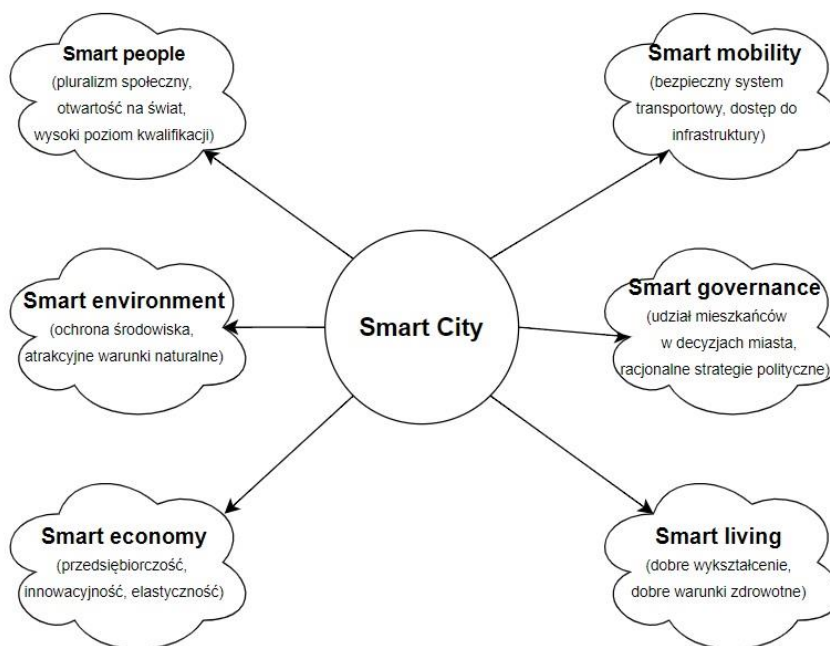 Smart people
(pluralizm społeczny,
otwartość na świat,
wysoki poziom kwalifikacji)
Smart mobility
(bezpieczny system
transportowy, dostęp do
infrastruktury)
Smart environment
(ochrona środowiska,
atrakcyjne warunki naturalne)
Smart City
Smart governance
(udział mieszkańców
w decyzjach miasta,
racjonalne strategie polityczne)
Smart economy
(przedsiębiorczość,
innowacyjność, elastyczność)
Smart living
(dobre wykształcenie,
dobre warunki zdrowotne)